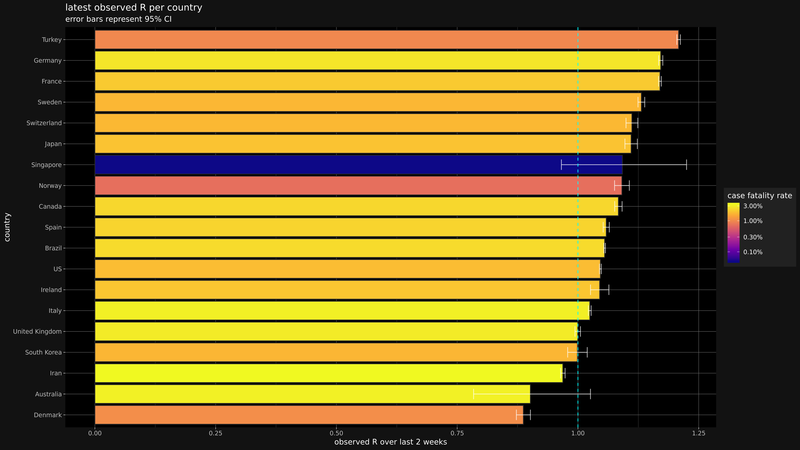 latest observed R per country
error bars represent 95% CI
Turkey
Germany
France
Sweden
Switzerland
Japan
Singapore
Norway
Canada
Spain
Brazil
US
Ireland
Italy
United Kingdom
South Korea
Iran
Australia
Denmark
country
0.00
0.25
0.50
0.75
1.00
1.25
observed R over last 2 weeks
case fatality rate
3.00%
1.00%
0.30%
0.10%